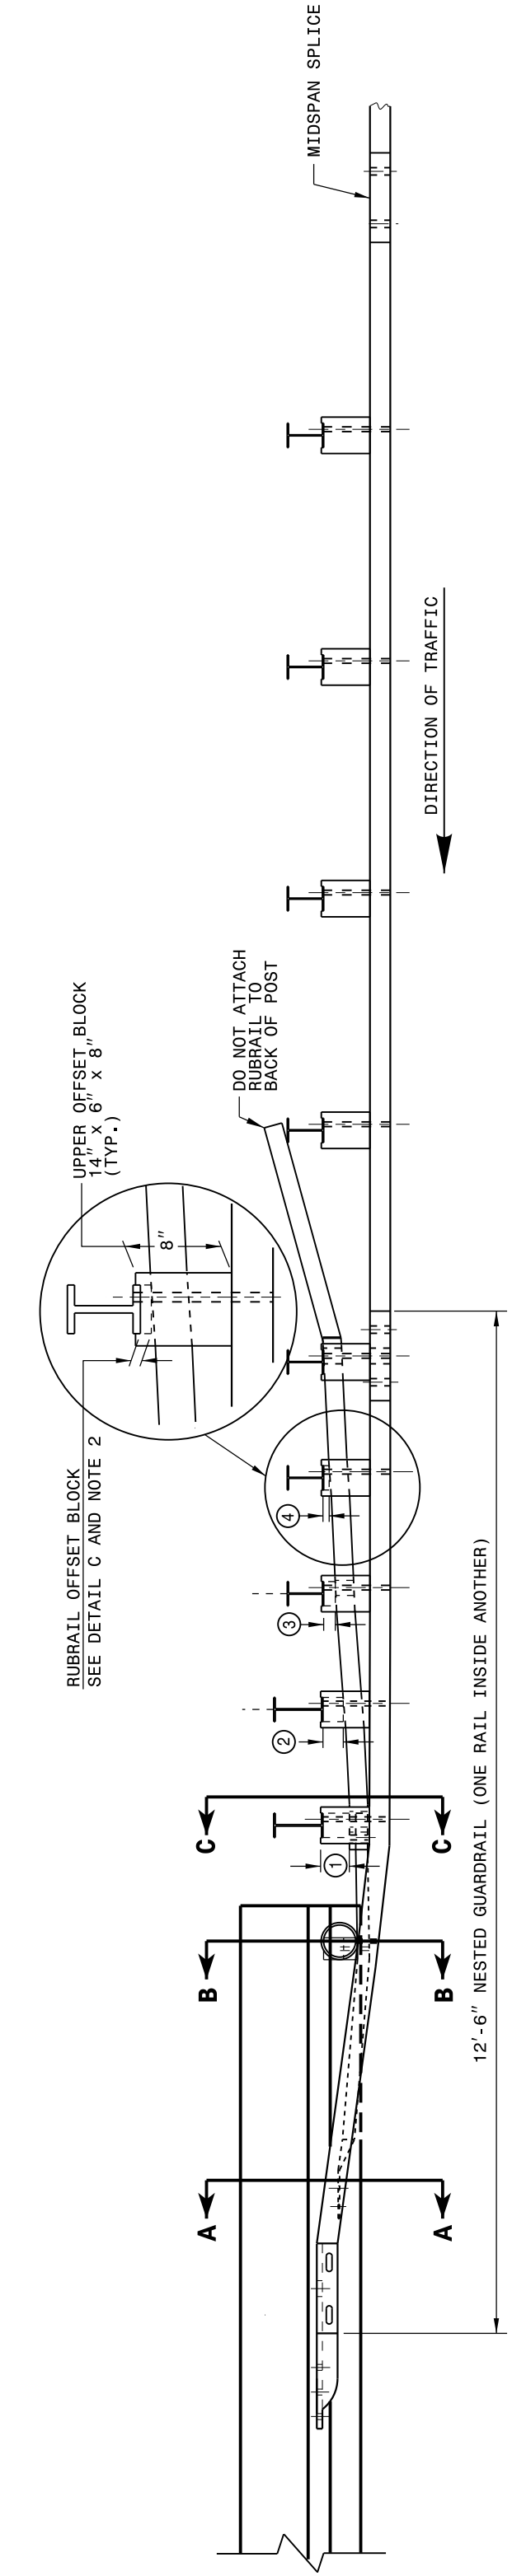 MIDSPAN SPLICE
DIRECTION OF TRAFFIC
UPPER OFFSET BLOCK
14" x 6" x 8"
(TYP.)
DO NOT ATTACH
RUBRAIL TO
BACK OF POST
8"
RUBRAIL OFFSET BLOCK
SEE DETAIL C AND NOTE 2
4
3
2
1
C
C
B
B
A
A
12'-6" NESTED GUARDRAIL (ONE RAIL INSIDE ANOTHER)